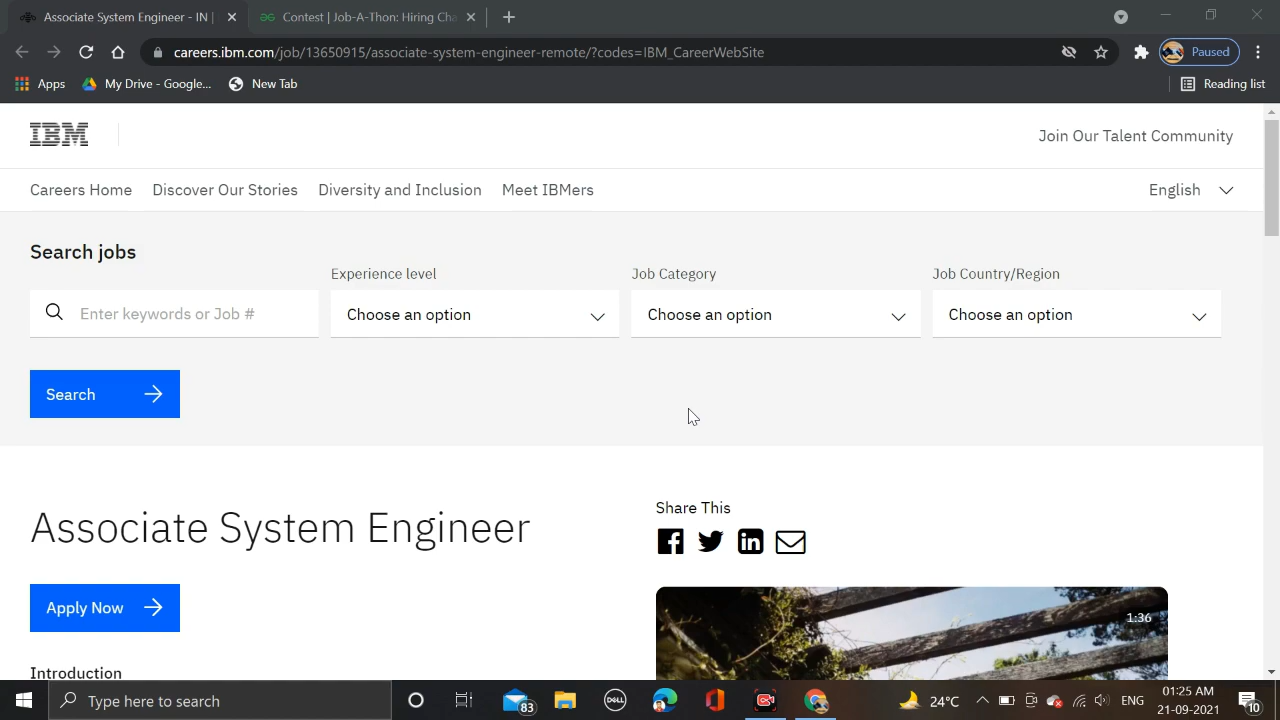 Associate System Engineer - IN |
Contest | Job-A-Thon: Hiring Cha
careers.ibm.com/job/13650915/associate-system-engineer-remote/?codes=IBM_CareerWebSite
Paused
Apps
My Drive - Google...
New Tab
Reading list
IBM
Join Our Talent Community
Careers Home
Discover Our Stories
Diversity and Inclusion
Meet IBMers
English
Search jobs
Experience level
Job Category
Job Country/Region
Enter keywords or Job #
Choose an option
Choose an option
Choose an option
Search
Associate System Engineer
Share This
Apply Now
1:36
Introduction
Type here to search
83
DELL
24°C
ENG
01:25 AM
21-09-2021
10